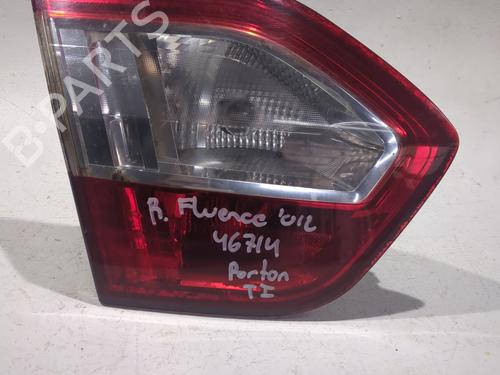 B-PARTS
R. Fluence '012
46714
Porton
TI